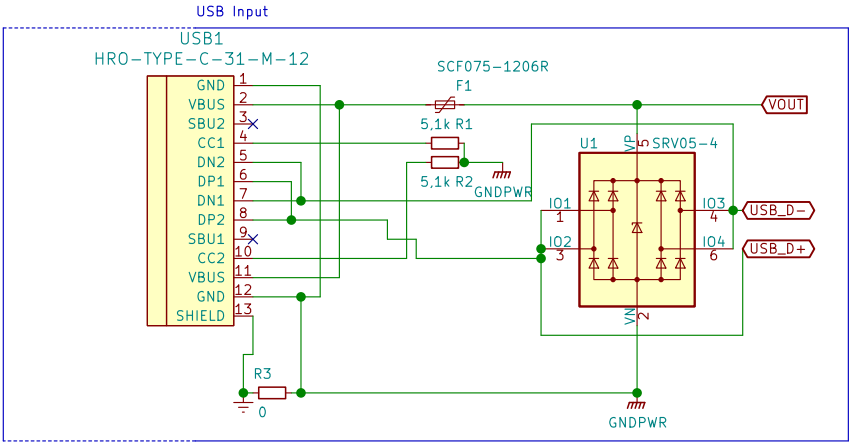 USB Input
USB1
HRO-TYPE-C-31-M-12
GND 1
VBUS 2
SBU2 3
CC1 4
DN2 5
DP1 6
DN1 7
DP2 8
SBU1 9
CC2 10
VBUS 11
GND 12
SHIELD 13
R3
0
SCF075-1206R
F1
5,1k R1
5,1k R2
GNDPWR
VOUT
U1
SRV05-4
VP
5
IO1
1
IO2
3
IO3
4
IO4
6
VN
2
USB_D-
USB_D+
GNDPWR